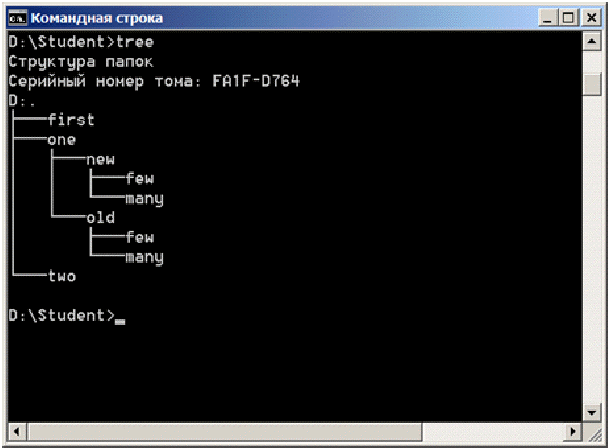 Командная строка
D:\Student>tree
Структура папок
Серийный номер тома: FA1F-D764
D:.
├───first
├───one
│   ├───new
│   │   ├───few
│   │   └───many
│   └───old
│       ├───few
│       └───many
└───two
D:\Student>_